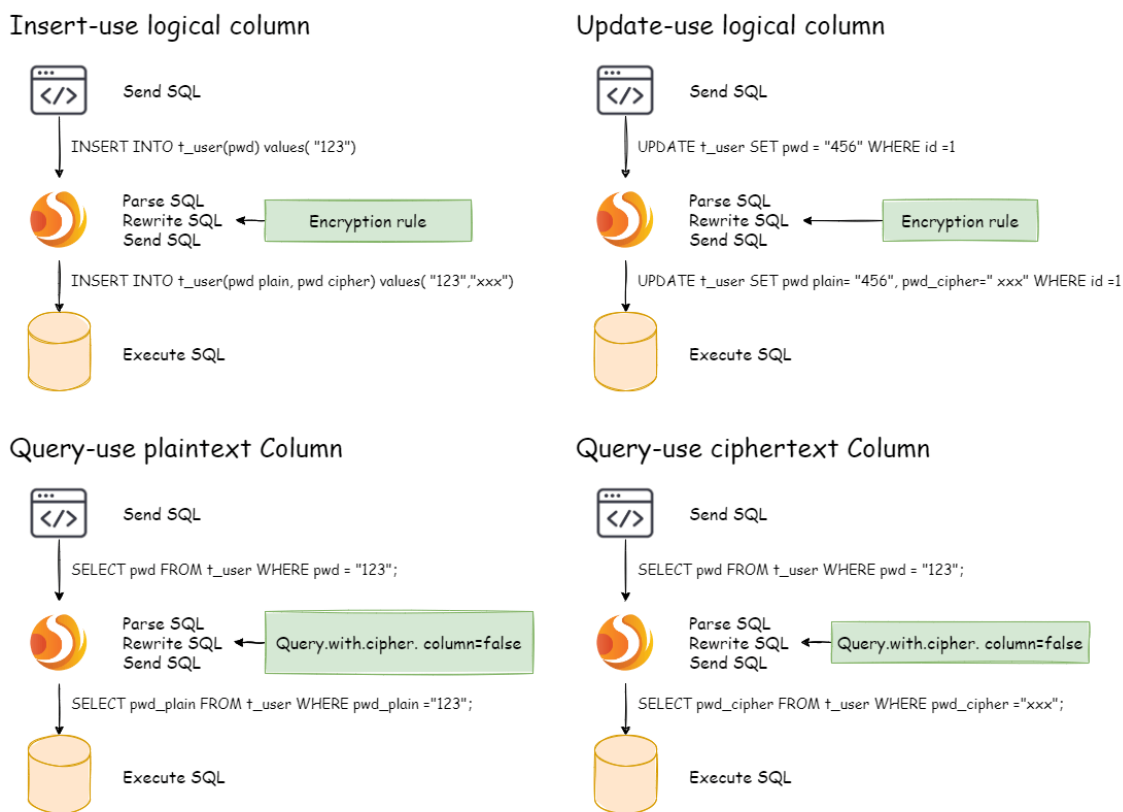 Insert-use logical column
Send SQL
INSERT INTO t_user(pwd) values( "123")
Parse SQL
Rewrite SQL
Send SQL
Encryption rule
INSERT INTO t_user(pwd plain, pwd cipher) values( "123","xxx")
Execute SQL
Update-use logical column
Send SQL
UPDATE t_user SET pwd = "456" WHERE id =1
Parse SQL
Rewrite SQL
Send SQL
Encryption rule
UPDATE t_user SET pwd plain= "456", pwd_cipher=" xxx" WHERE id =1
Execute SQL
Query-use plaintext Column
Send SQL
SELECT pwd FROM t_user WHERE pwd = "123";
Parse SQL
Rewrite SQL
Send SQL
Query.with.cipher. column=false
SELECT pwd_plain FROM t_user WHERE pwd_plain ="123";
Execute SQL
Query-use ciphertext Column
Send SQL
SELECT pwd FROM t_user WHERE pwd = "123";
Parse SQL
Rewrite SQL
Send SQL
Query.with.cipher. column=false
SELECT pwd_cipher FROM t_user WHERE pwd_cipher ="xxx";
Execute SQL